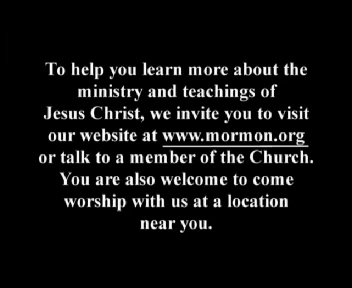 To help you learn more about the
ministry and teachings of
Jesus Christ, we invite you to visit
our website at www.mormon.org
or talk to a member of the Church.
You are also welcome to come
worship with us at a location
near you.